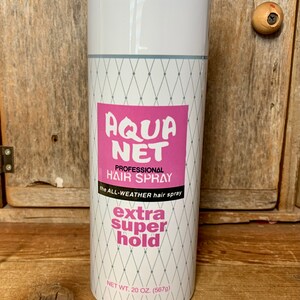 AQUA
NET
PROFESSIONAL
HAIR SPRAY
the ALL-WEATHER hair spray
extra
super
hold
NET WT. 20 OZ. (567g)